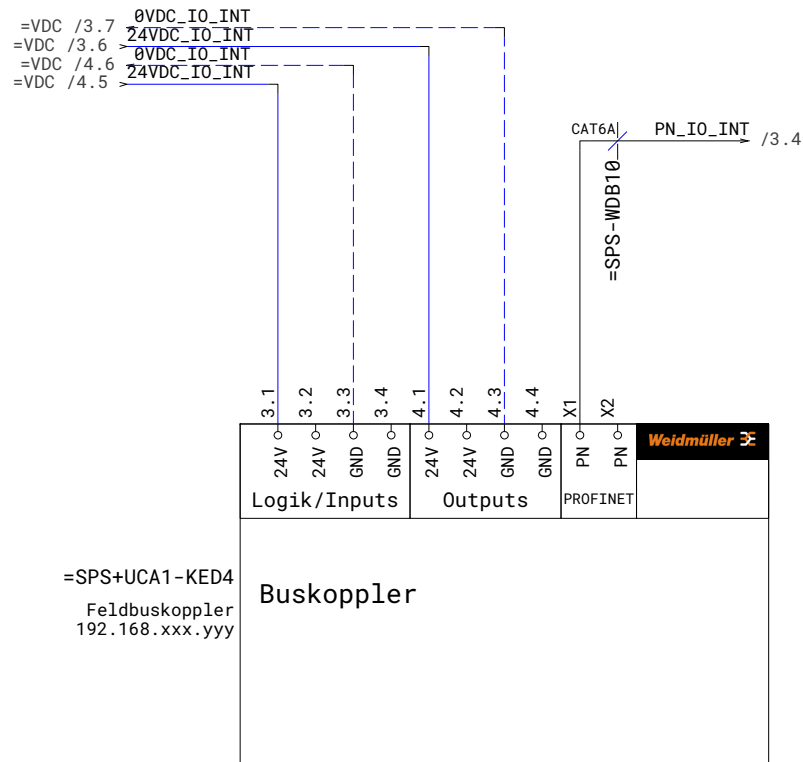 =VDC /3.7 0VDC_IO_INT
=VDC /3.6 24VDC_IO_INT
=VDC /4.6 0VDC_IO_INT
=VDC /4.5 24VDC_IO_INT
CAT6A PN_IO_INT /3.4
=SPS-WDB10
3.1 3.2 3.3 3.4 4.1 4.2 4.3 4.4 X1 X2
24V 24V GND GND 24V 24V GND GND PN PN
Weidmüller
Logik/Inputs Outputs PROFINET
=SPS+UCA1-KED4
Feldbuskoppler
192.168.xxx.yyy
Buskoppler